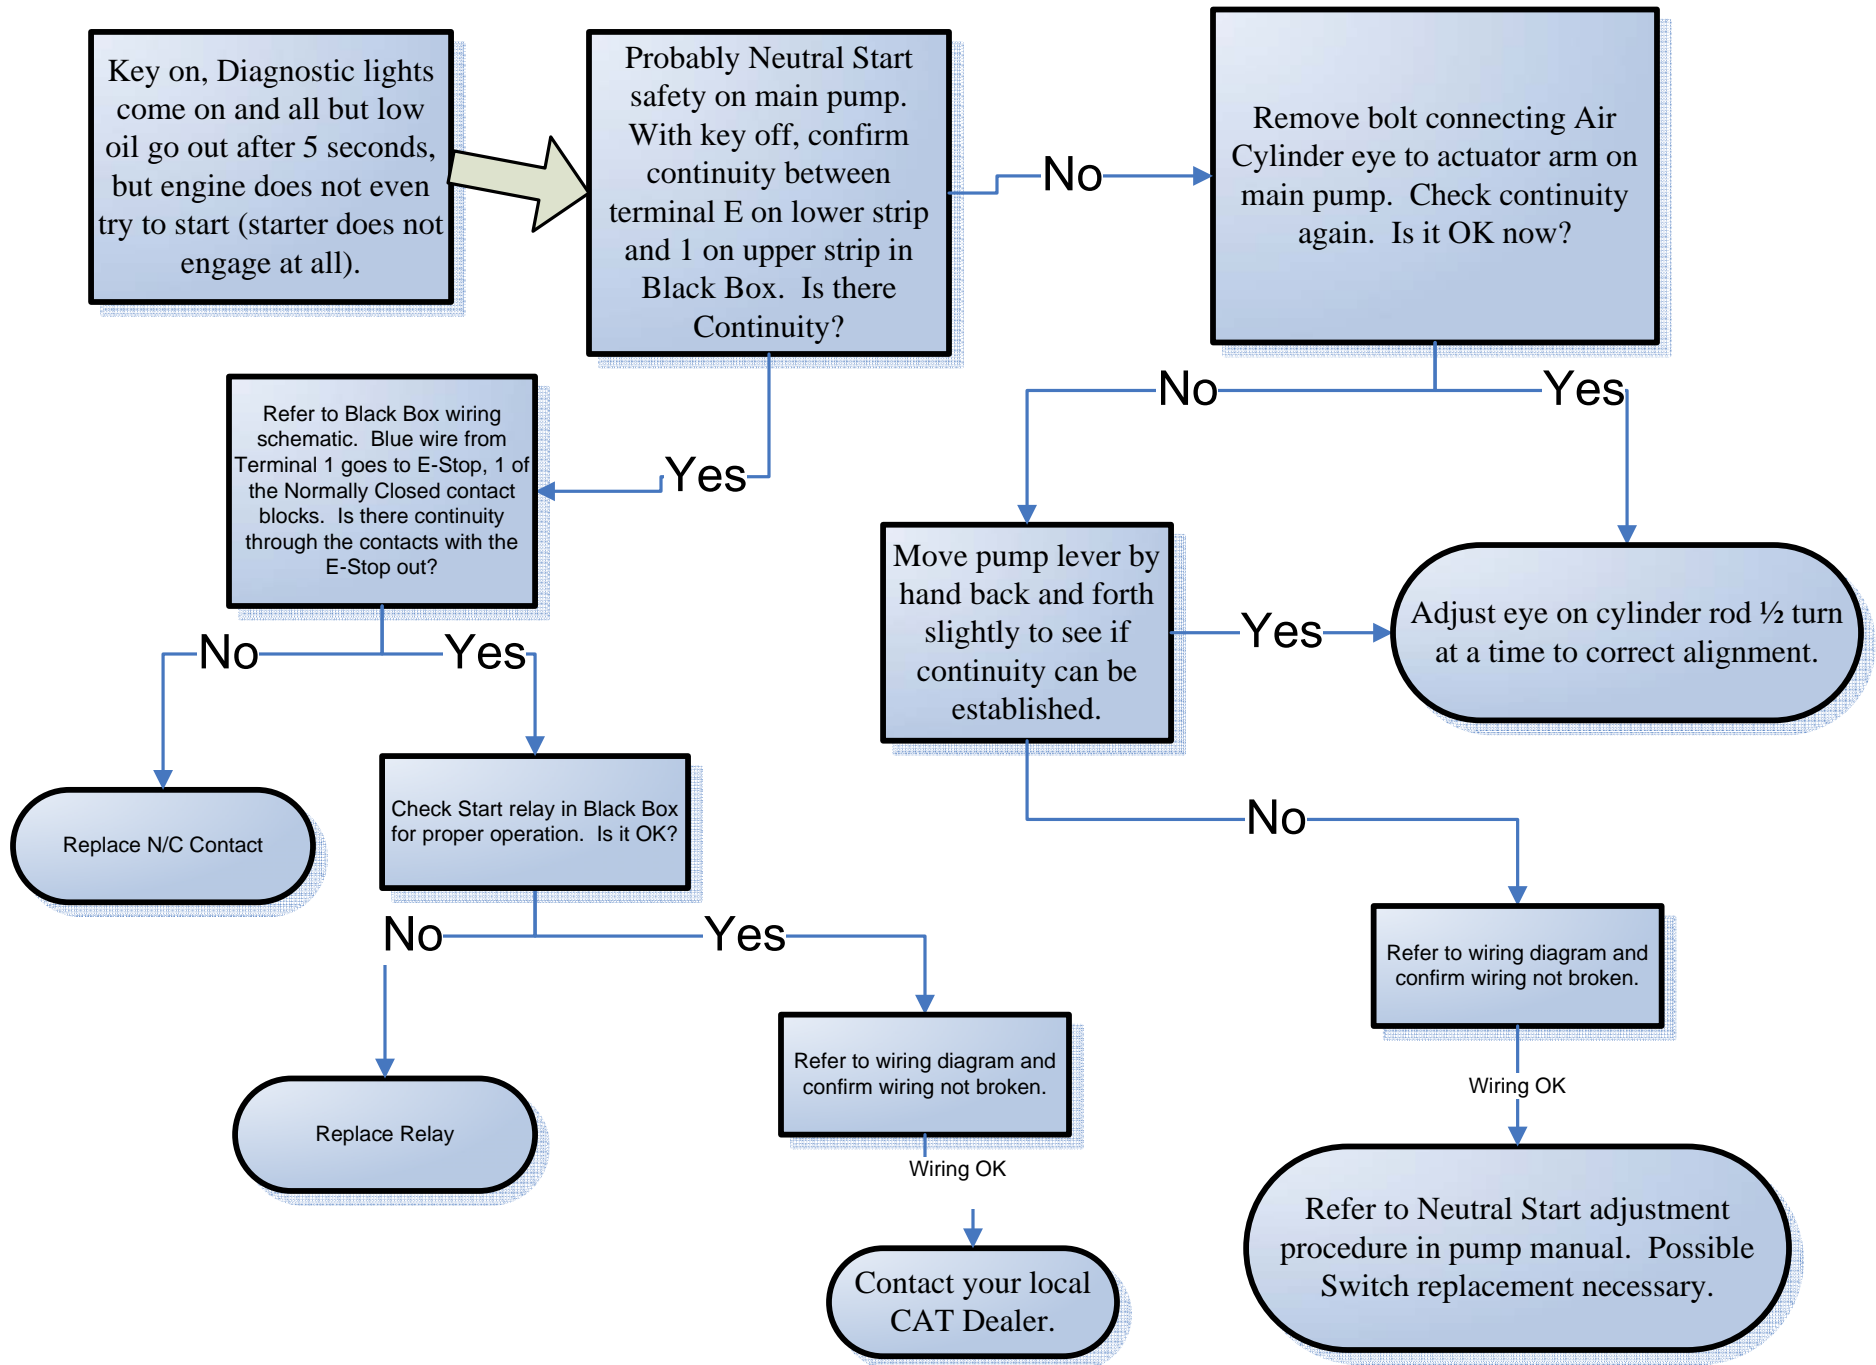 Key on, Diagnostic lights
come on and all but low
oil go out after 5 seconds,
but engine does not even
try to start (starter does not
engage at all).
Probably Neutral Start
safety on main pump.
With key off, confirm
continuity between
terminal E on lower strip
and 1 on upper strip in
Black Box.  Is there
Continuity?
No
Remove bolt connecting Air
Cylinder eye to actuator arm on
main pump.  Check continuity
again.  Is it OK now?
Yes
No
Yes
Refer to Black Box wiring
schematic.  Blue wire from
Terminal 1 goes to E-Stop, 1 of
the Normally Closed contact
blocks.  Is there continuity
through the contacts with the
E-Stop out?
Move pump lever by
hand back and forth
slightly to see if
continuity can be
established.
Yes
Adjust eye on cylinder rod ½ turn
at a time to correct alignment.
No
Yes
Replace N/C Contact
Check Start relay in Black Box
for proper operation.  Is it OK?
No
No
Yes
Refer to wiring diagram and
confirm wiring not broken.
Wiring OK
Replace Relay
Refer to wiring diagram and
confirm wiring not broken.
Wiring OK
Contact your local
CAT Dealer.
Refer to Neutral Start adjustment
procedure in pump manual.  Possible
Switch replacement necessary.